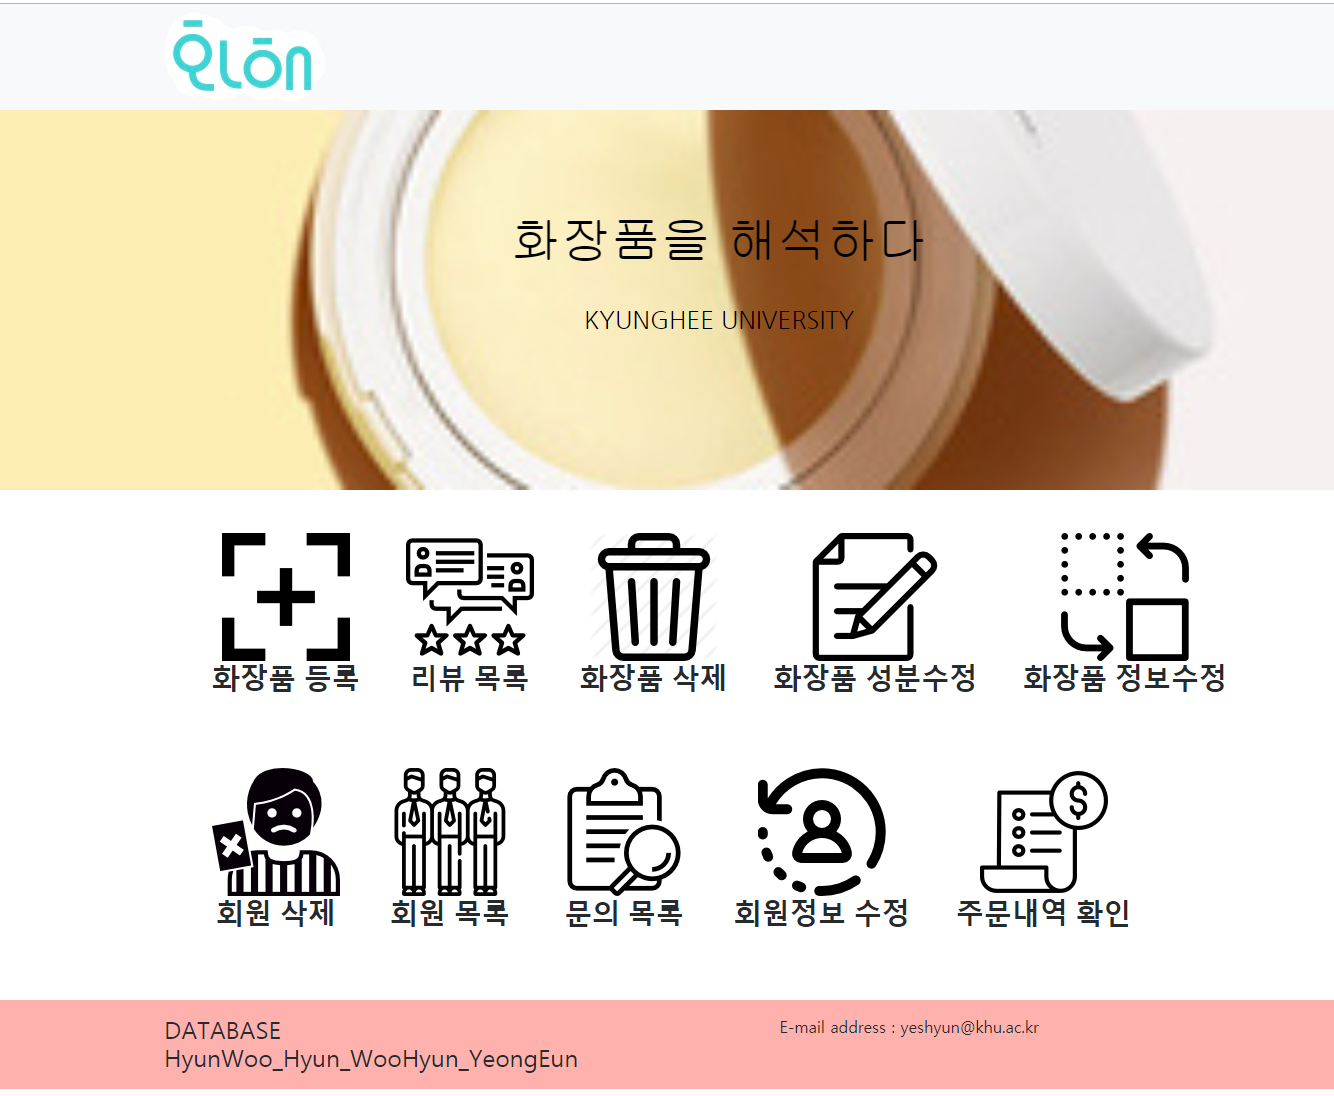 Qlōn
화장품을 해석하다
KYUNGHEE UNIVERSITY
화장품 등록
리뷰 목록
화장품 삭제
화장품 성분수정
화장품 정보수정
회원 삭제
회원 목록
문의 목록
회원정보 수정
주문내역 확인
DATABASE
HyunWoo_Hyun_WooHyun_YeongEun
E-mail address : yeshyun@khu.ac.kr